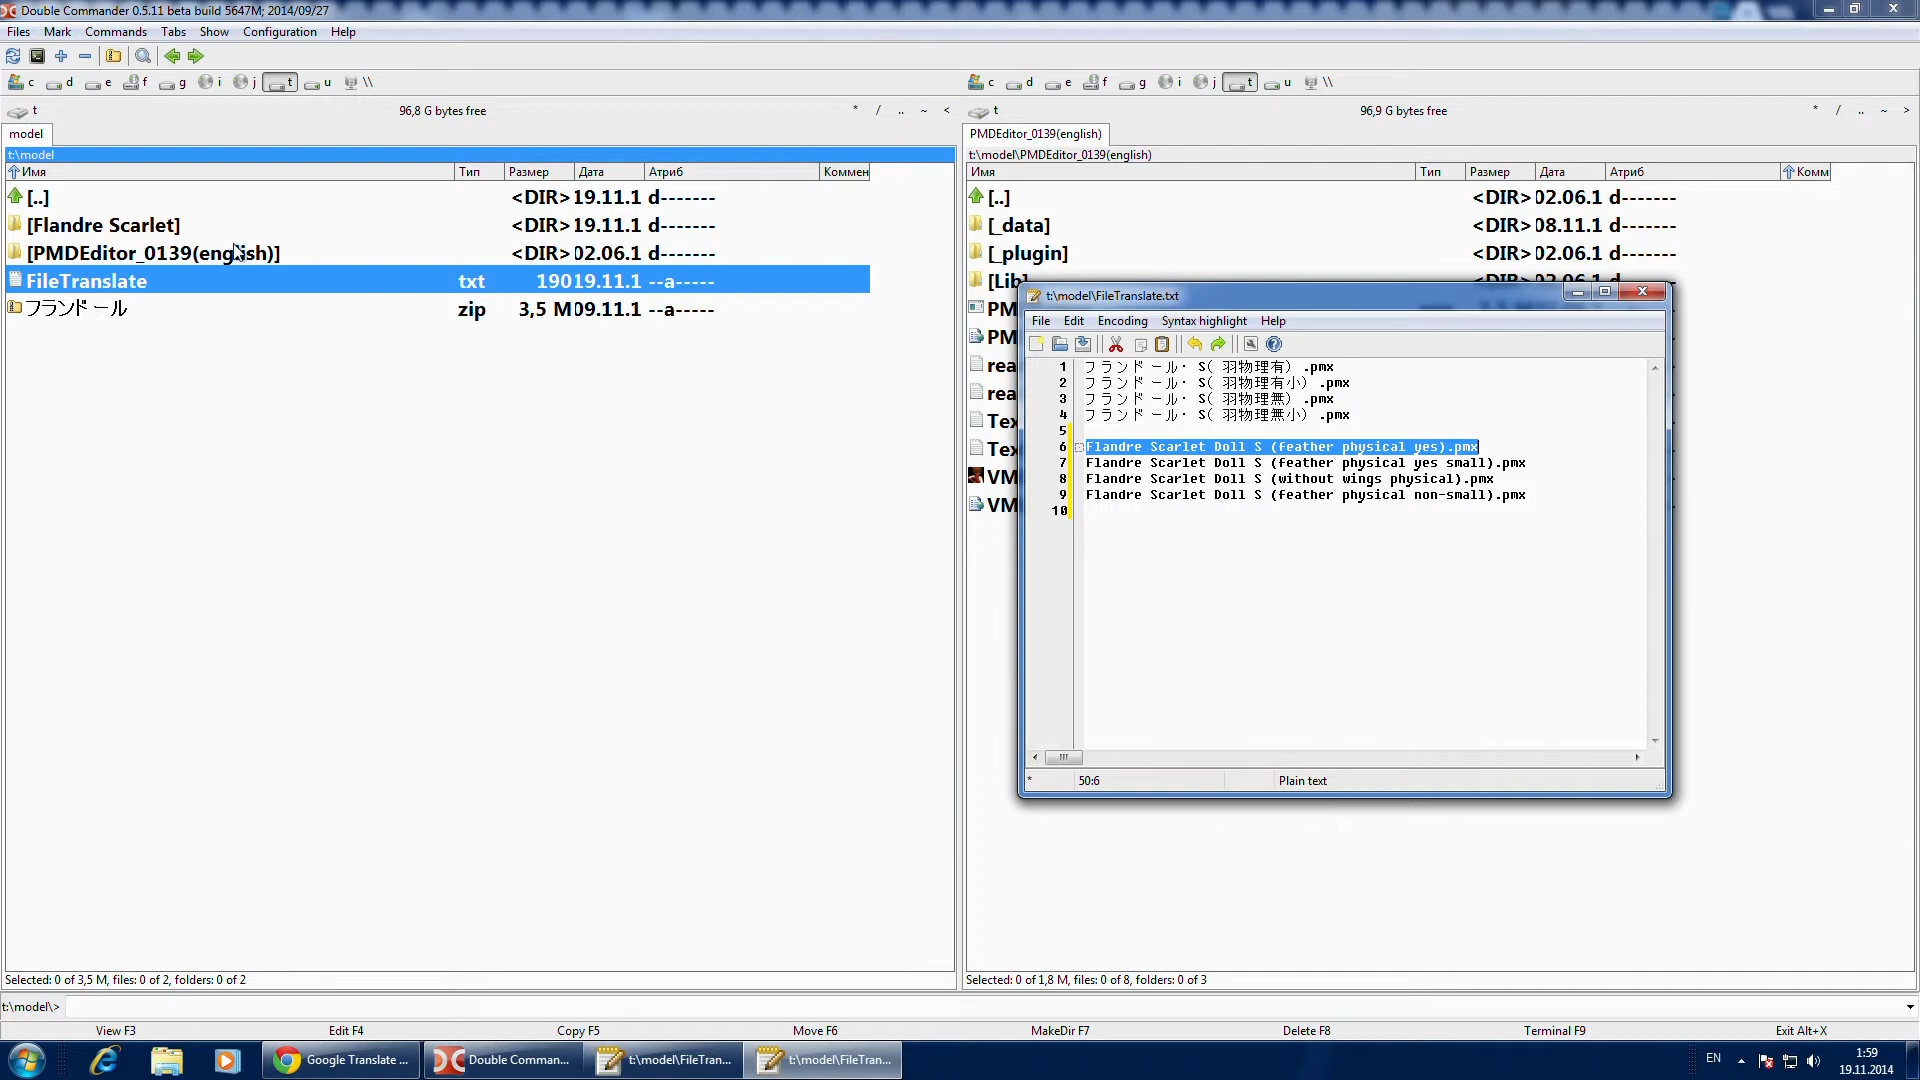 Double Commander 0.5.11 beta build 5647M; 2014/09/27
Files Mark Commands Tabs Show Configuration Help
c d e f g i j t u \\
c d e f g i j t u \\
t 96,8 G bytes free * / .. ~ <
t 96,9 G bytes free * / .. ~ >
model
PMDEditor_0139(english)
t:\model
t:\model\PMDEditor_0139(english)
Имя Тип Размер Дата Атриб Коммен
[..] <DIR> 19.11.1 d-------
[Flandre Scarlet] <DIR> 19.11.1 d-------
[PMDEditor_0139(english)] <DIR> 02.06.1 d-------
FileTranslate txt 190 19.11.1 --a-----
フランドール zip 3,5 M 09.11.1 --a-----
Имя Тип Размер Дата Атриб Комм
[..] <DIR> 02.06.1 d-------
[_data] <DIR> 08.11.1 d-------
[_plugin] <DIR> 02.06.1 d-------
[Lib]
PM
PM
rea
rea
Tex
Tex
VM
VM
t:\model\FileTranslate.txt
File Edit Encoding Syntax highlight Help
1 フランドール・S(羽物理有).pmx
2 フランドール・S(羽物理有小).pmx
3 フランドール・S(羽物理無).pmx
4 フランドール・S(羽物理無小).pmx
5
6 Flandre Scarlet Doll S (feather physical yes).pmx
7 Flandre Scarlet Doll S (feather physical yes small).pmx
8 Flandre Scarlet Doll S (without wings physical).pmx
9 Flandre Scarlet Doll S (feather physical non-small).pmx
10
* 50:6 Plain text
Selected: 0 of 3,5 M, files: 0 of 2, folders: 0 of 2
Selected: 0 of 1,8 M, files: 0 of 8, folders: 0 of 3
t:\model\>
View F3 Edit F4 Copy F5 Move F6 MakeDir F7 Delete F8 Terminal F9 Exit Alt+X
Google Translate ... Double Comman... t:\model\FileTran... t:\model\FileTran...
EN 1:59
19.11.2014